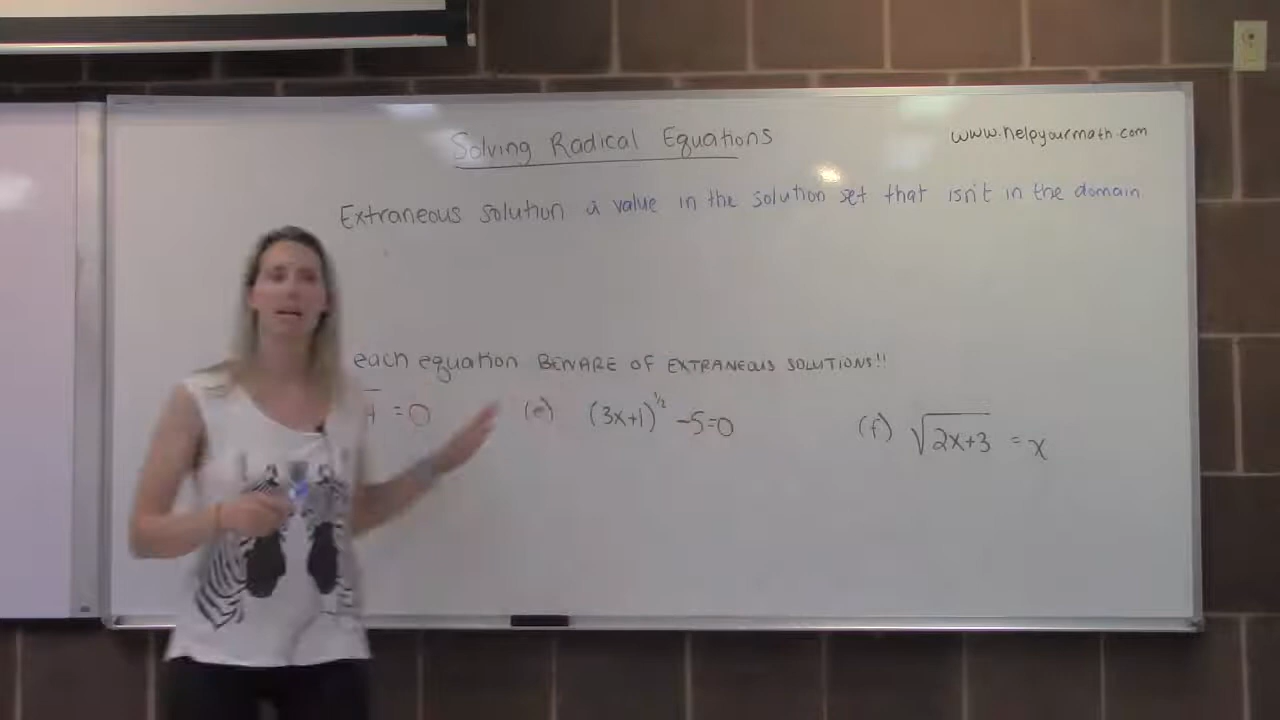 Solving Radical Equations
www.helpyourmath.com
Extraneous solution a value in the solution set that isn't in the domain
each equation BEWARE OF EXTRANEOUS SOLUTIONS!!
4 = 0
(e) (3x+1)^½ -5=0
(f) √2x+3 = x